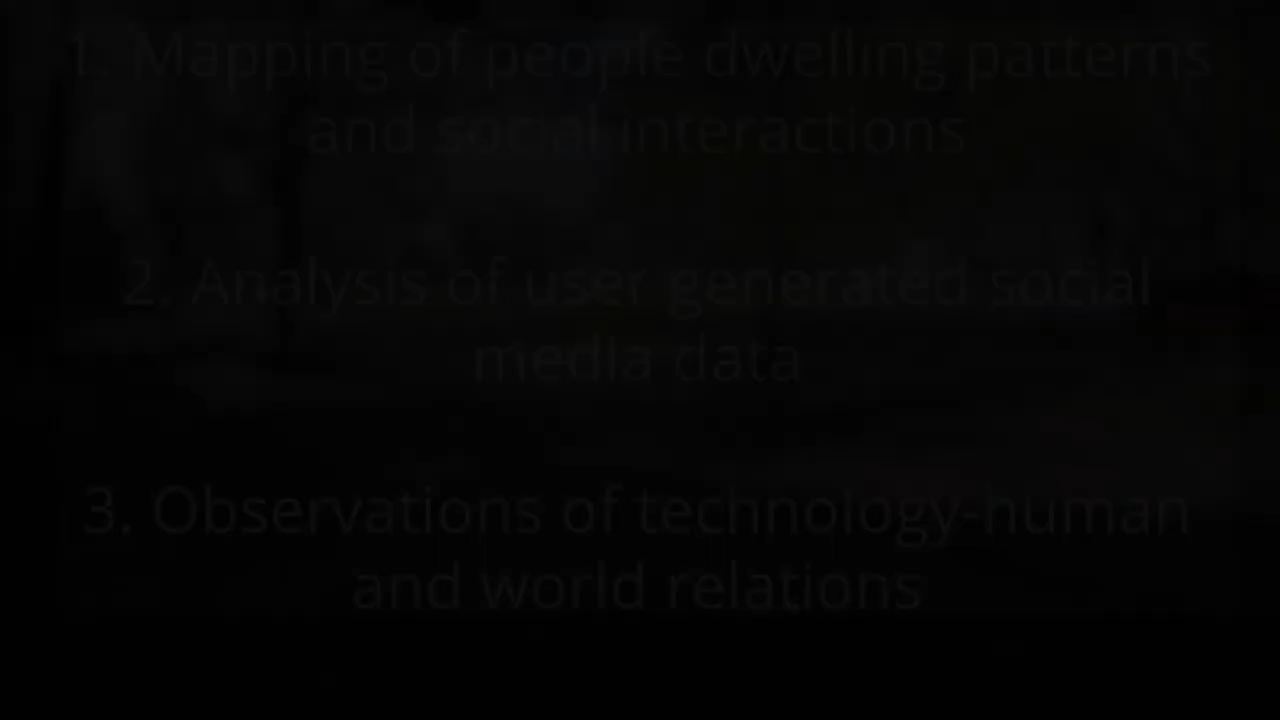 1. Mapping of people dwelling patterns
and social interactions
2. Analysis of user generated social
media data
3. Observations of technology-human
and world relations